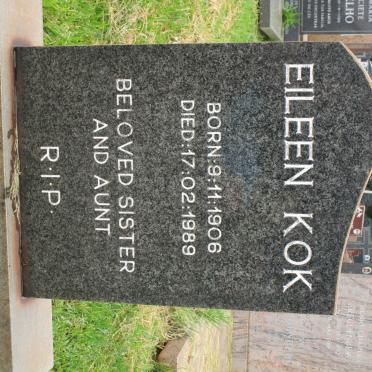 EILEEN KOK
BORN:9:11:1906
DIED:17:02:1989
BELOVED SISTER
AND AUNT
R·I·P·